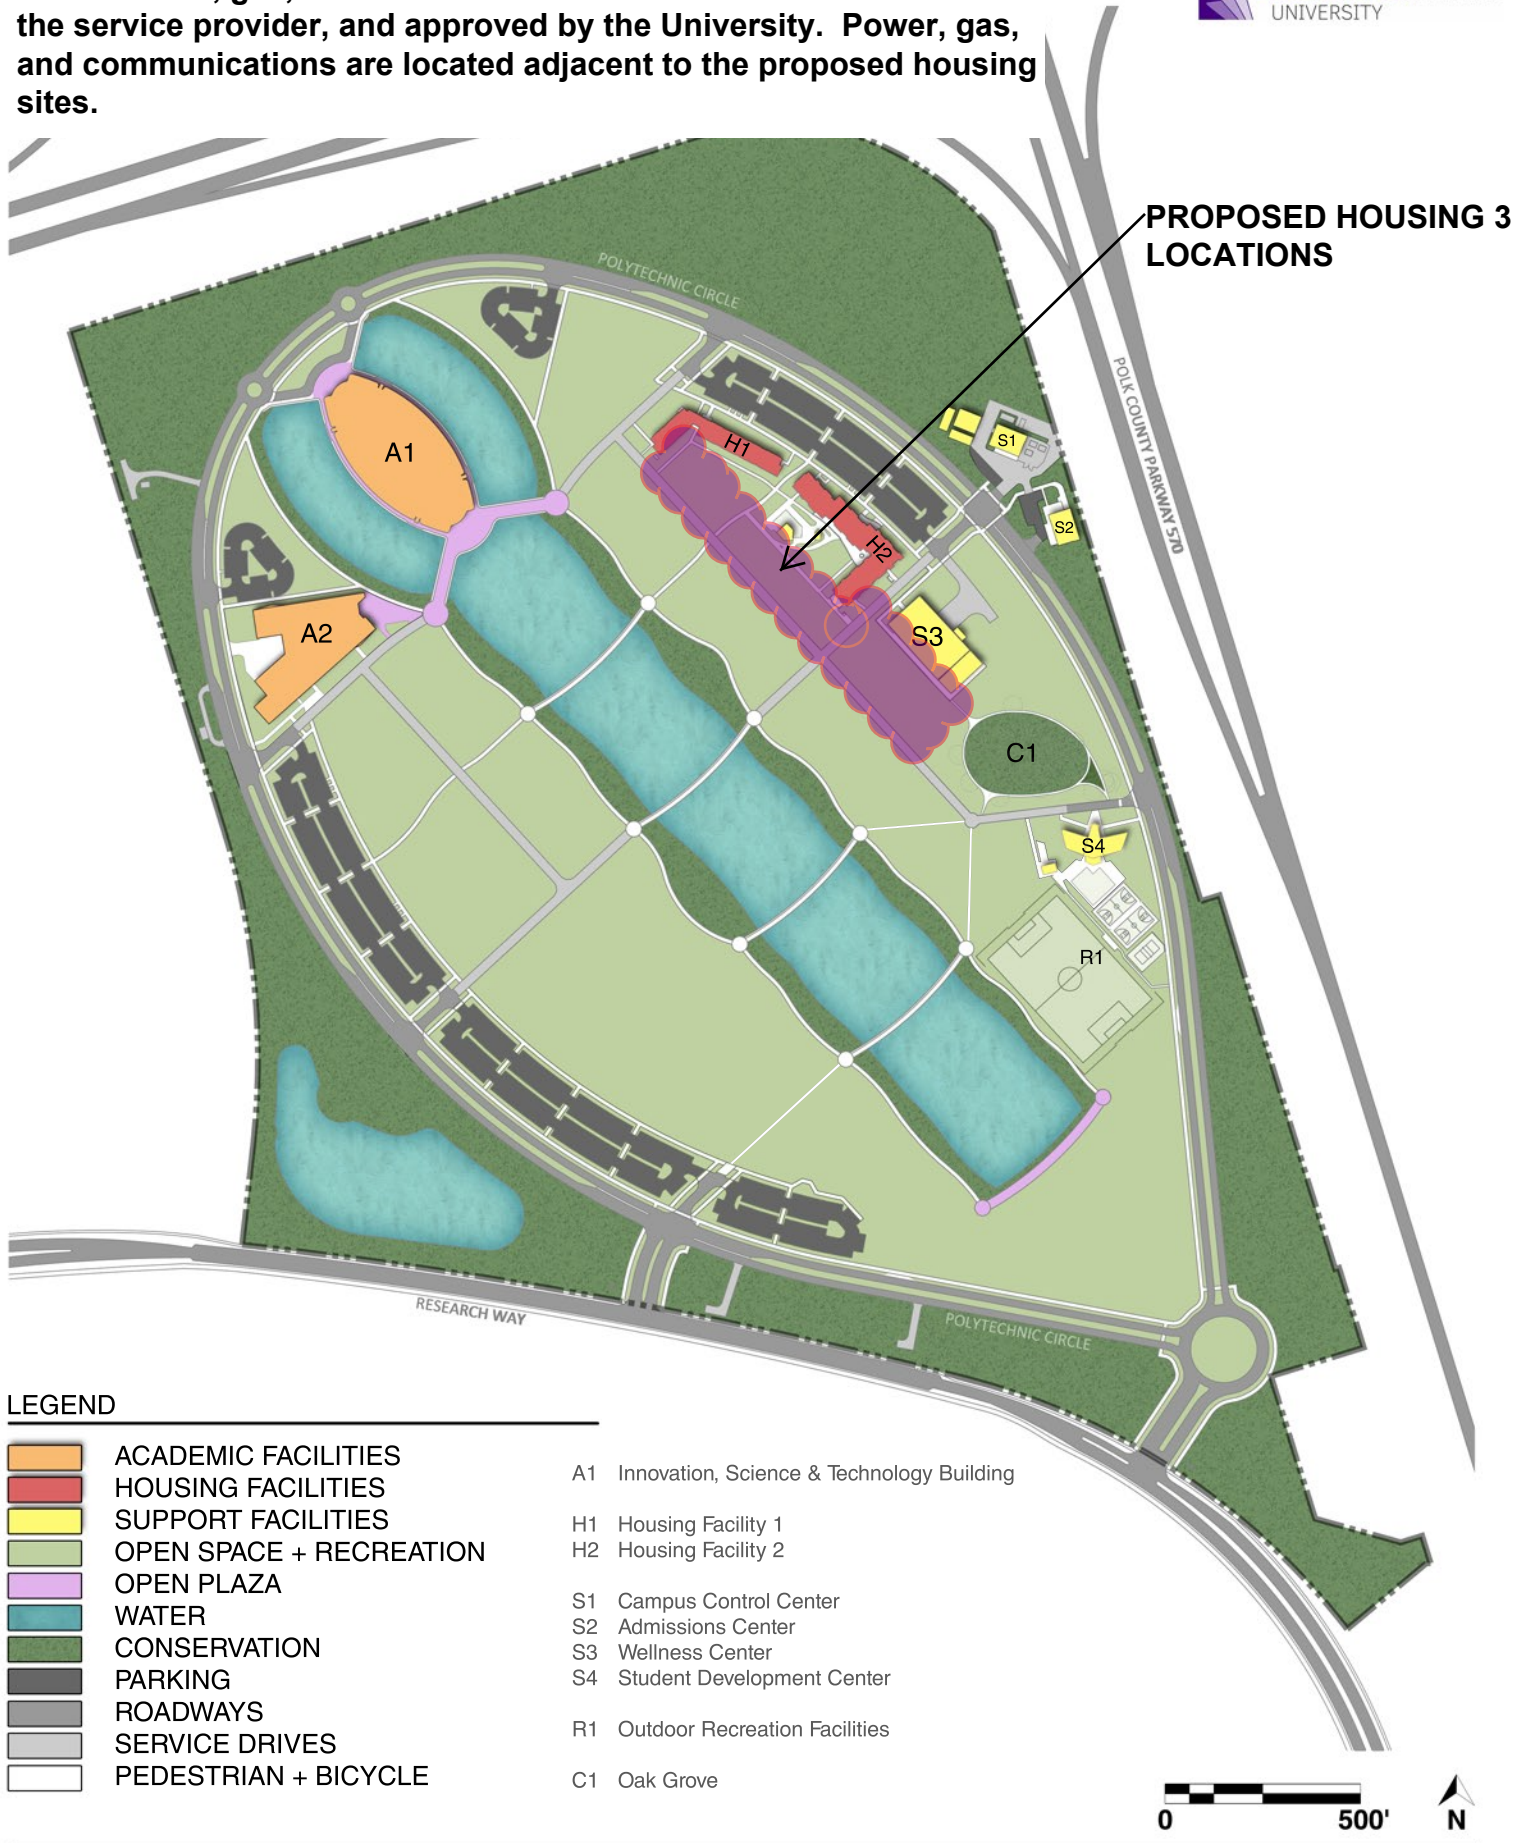 the service provider, and approved by the University. Power, gas,
and communications are located adjacent to the proposed housing
sites.
UNIVERSITY
PROPOSED HOUSING 3
LOCATIONS
POLYTECHNIC CIRCLE
POLK COUNTY PARKWAY 570
A1
H1
S1
S2
H2
A2
S3
C1
S4
R1
RESEARCH WAY
POLYTECHNIC CIRCLE
LEGEND
ACADEMIC FACILITIES
HOUSING FACILITIES
SUPPORT FACILITIES
OPEN SPACE + RECREATION
OPEN PLAZA
WATER
CONSERVATION
PARKING
ROADWAYS
SERVICE DRIVES
PEDESTRIAN + BICYCLE
A1 Innovation, Science & Technology Building
H1 Housing Facility 1
H2 Housing Facility 2
S1 Campus Control Center
S2 Admissions Center
S3 Wellness Center
S4 Student Development Center
R1 Outdoor Recreation Facilities
C1 Oak Grove
0 500'
N